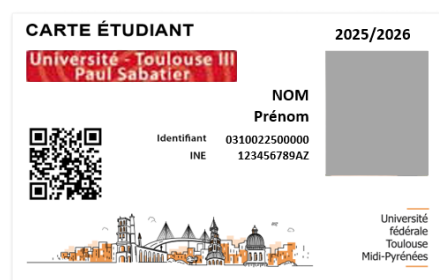 CARTE ÉTUDIANT
2025/2026
Université - Toulouse III
Paul Sabatier
NOM
Prénom
Identifiant 0310022500000
INE 123456789AZ
Université
fédérale
Toulouse
Midi-Pyrénées